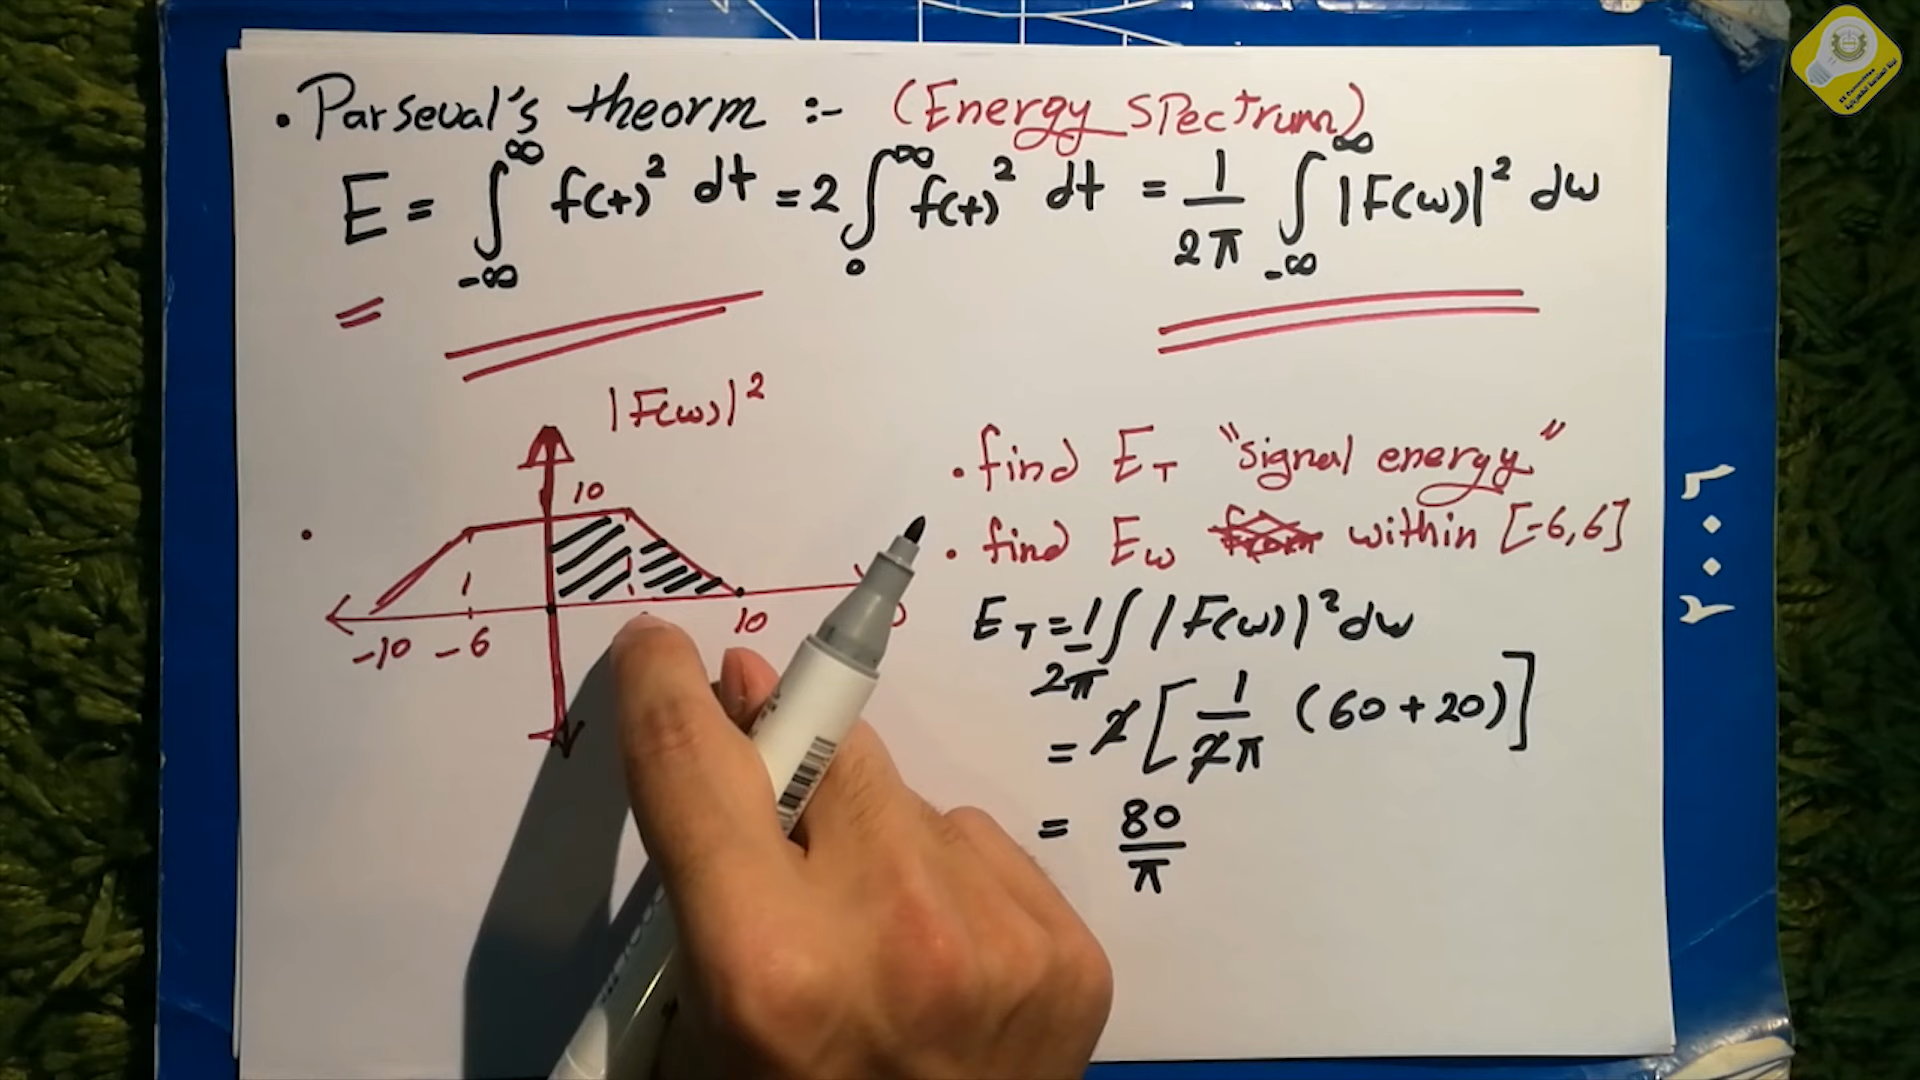 • Parseval's theorm :- (Energy spectrum)
E = ∫_{-∞}^{∞} f(t)² dt = 2 ∫_{0}^{∞} f(t)² dt = 1/2π ∫_{-∞}^{∞} |F(ω)|² dω
|F(ω)|²
10
-10 -6 10
• find E_T "signal energy"
• find E_ω within [-6,6]
E_T = 1/2π ∫ |F(ω)|² dω
= 2 [1/2π (60+20)]
= 80/π